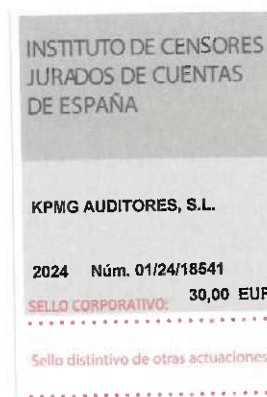 INSTITUTO DE CENSORES
JURADOS DE CUENTAS
DE ESPAÑA
KPMG AUDITORES, S.L.
2024 Núm. 01/24/18541
SELLO CORPORATIVO: 30,00 EUR
Sello distintivo de otras actuaciones